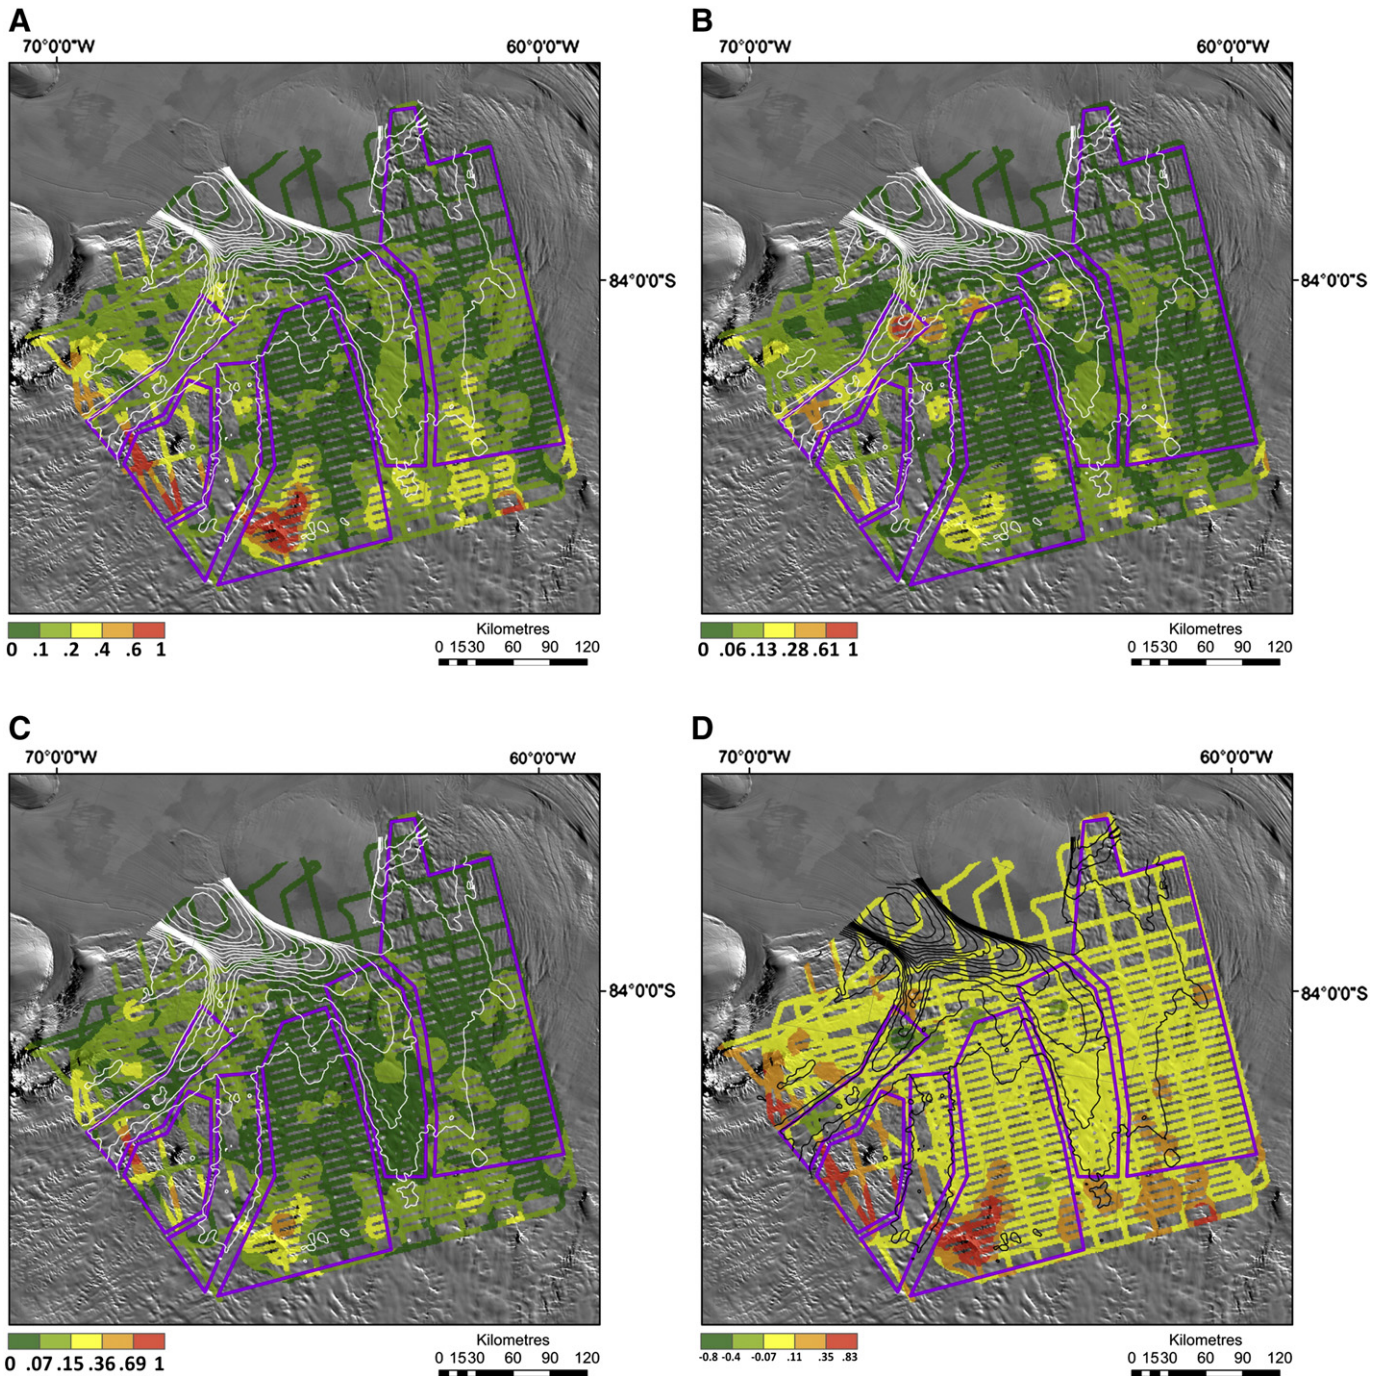 A
B
70°0'0"W 60°0'0"W
70°0'0"W 60°0'0"W
84°0'0"S
84°0'0"S
Kilometres
Kilometres
0 .1 .2 .4 .6 1
0 15 30 60 90 120
0 .06 .13 .28 .61 1
0 15 30 60 90 120
C
D
70°0'0"W 60°0'0"W
70°0'0"W 60°0'0"W
84°0'0"S
84°0'0"S
Kilometres
Kilometres
0 .07 .15 .36 .69 1
0 15 30 60 90 120
-0.8 -0.4 -0.07 .11 .35 .83
0 15 30 60 90 120